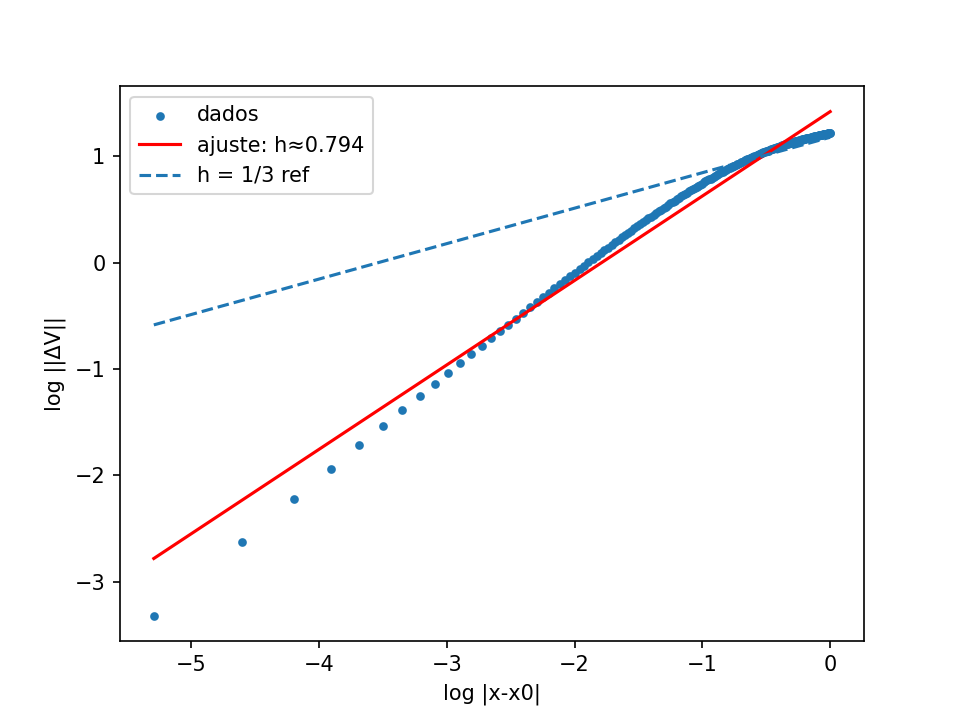 dados
ajuste: h≈0.794
h = 1/3 ref
1
0
−1
−2
−3
log ||ΔV||
−5 −4 −3 −2 −1 0
log |x-x0|